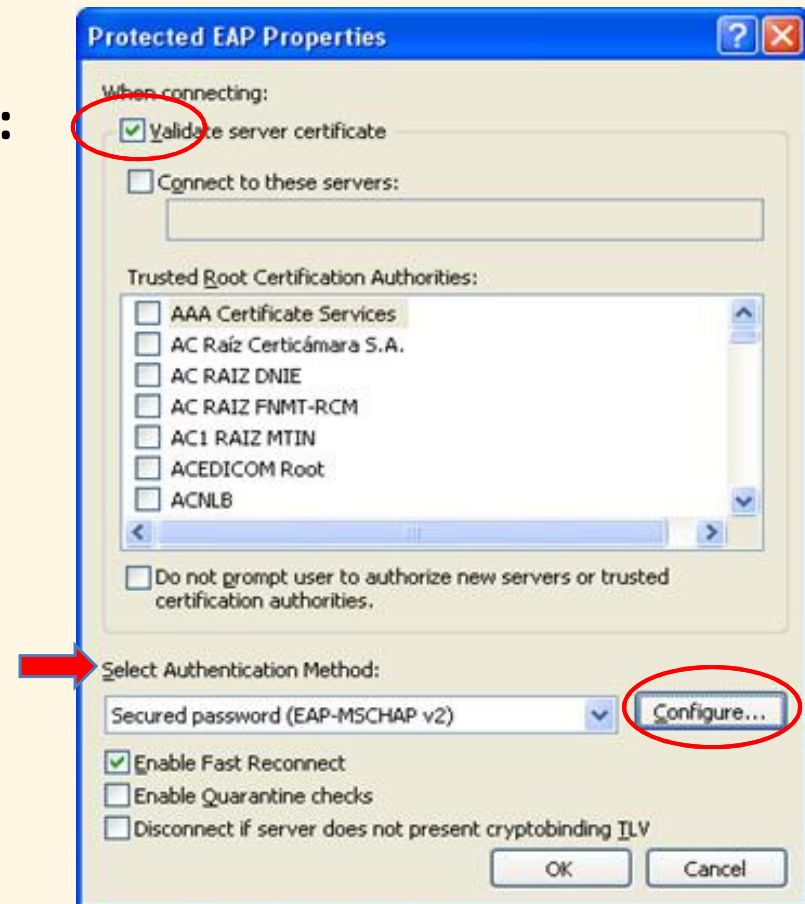 Protected EAP Properties
:
When connecting:
Validate server certificate
Connect to these servers:
Trusted Root Certification Authorities:
AAA Certificate Services
AC Raíz Certicámara S.A.
AC RAIZ DNIE
AC RAIZ FNMT-RCM
AC1 RAIZ MTIN
ACEDICOM Root
ACNLB
Do not prompt user to authorize new servers or trusted
certification authorities.
Select Authentication Method:
Secured password (EAP-MSCHAP v2) Configure...
Enable Fast Reconnect
Enable Quarantine checks
Disconnect if server does not present cryptobinding TLV
OK Cancel